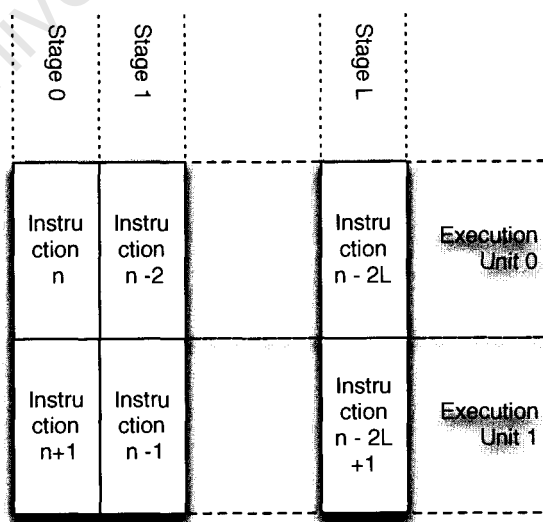 Stage 0
Stage 1
Stage L
Instru
ction
n
Instru
ction
n -2
Instru
ction
n - 2L
Execution
Unit 0
Instru
ction
n+1
Instru
ction
n -1
Instru
ction
n - 2L
+1
Execution
Unit 1